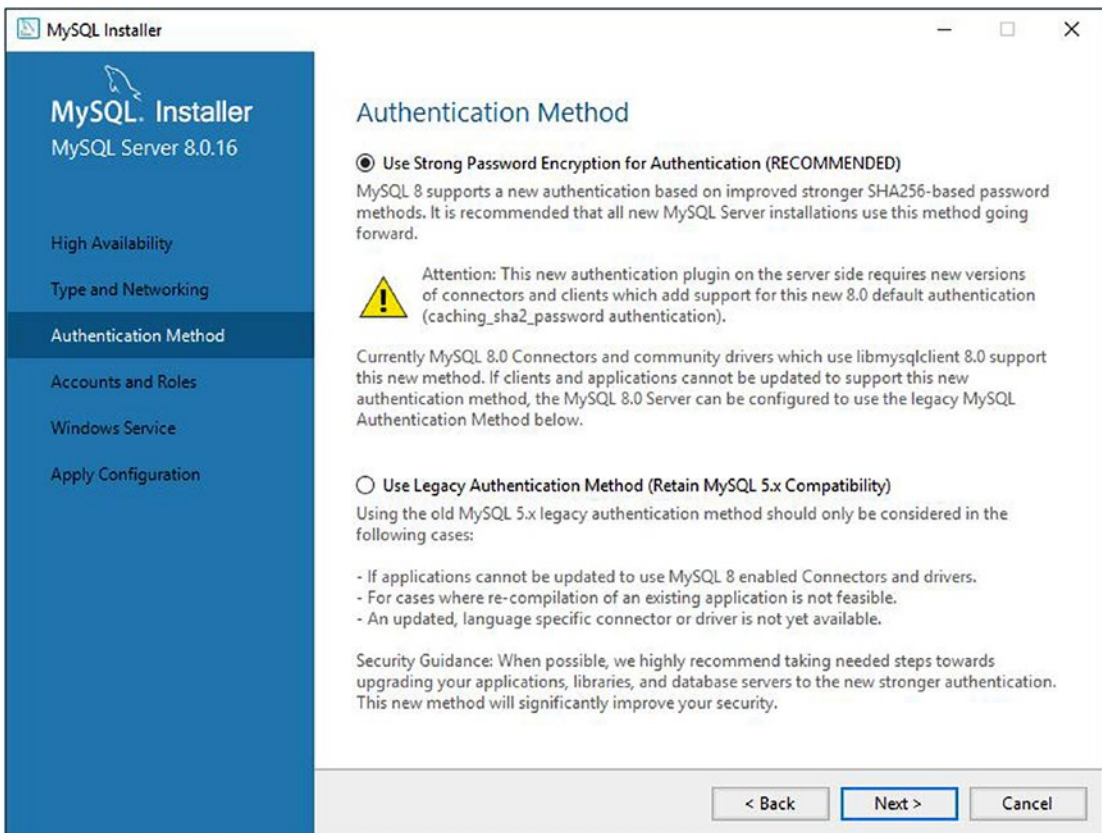 MySQL Installer
MySQL. Installer
MySQL Server 8.0.16
High Availability
Type and Networking
Authentication Method
Accounts and Roles
Windows Service
Apply Configuration
Authentication Method
Use Strong Password Encryption for Authentication (RECOMMENDED)
MySQL 8 supports a new authentication based on improved stronger SHA256-based password
methods. It is recommended that all new MySQL Server installations use this method going
forward.
Attention: This new authentication plugin on the server side requires new versions
of connectors and clients which add support for this new 8.0 default authentication
(caching_sha2_password authentication).
Currently MySQL 8.0 Connectors and community drivers which use libmysqlclient 8.0 support
this new method. If clients and applications cannot be updated to support this new
authentication method, the MySQL 8.0 Server can be configured to use the legacy MySQL
Authentication Method below.
Use Legacy Authentication Method (Retain MySQL 5.x Compatibility)
Using the old MySQL 5.x legacy authentication method should only be considered in the
following cases:
- If applications cannot be updated to use MySQL 8 enabled Connectors and drivers.
- For cases where re-compilation of an existing application is not feasible.
- An updated, language specific connector or driver is not yet available.
Security Guidance: When possible, we highly recommend taking needed steps towards
upgrading your applications, libraries, and database servers to the new stronger authentication.
This new method will significantly improve your security.
< Back
Next >
Cancel